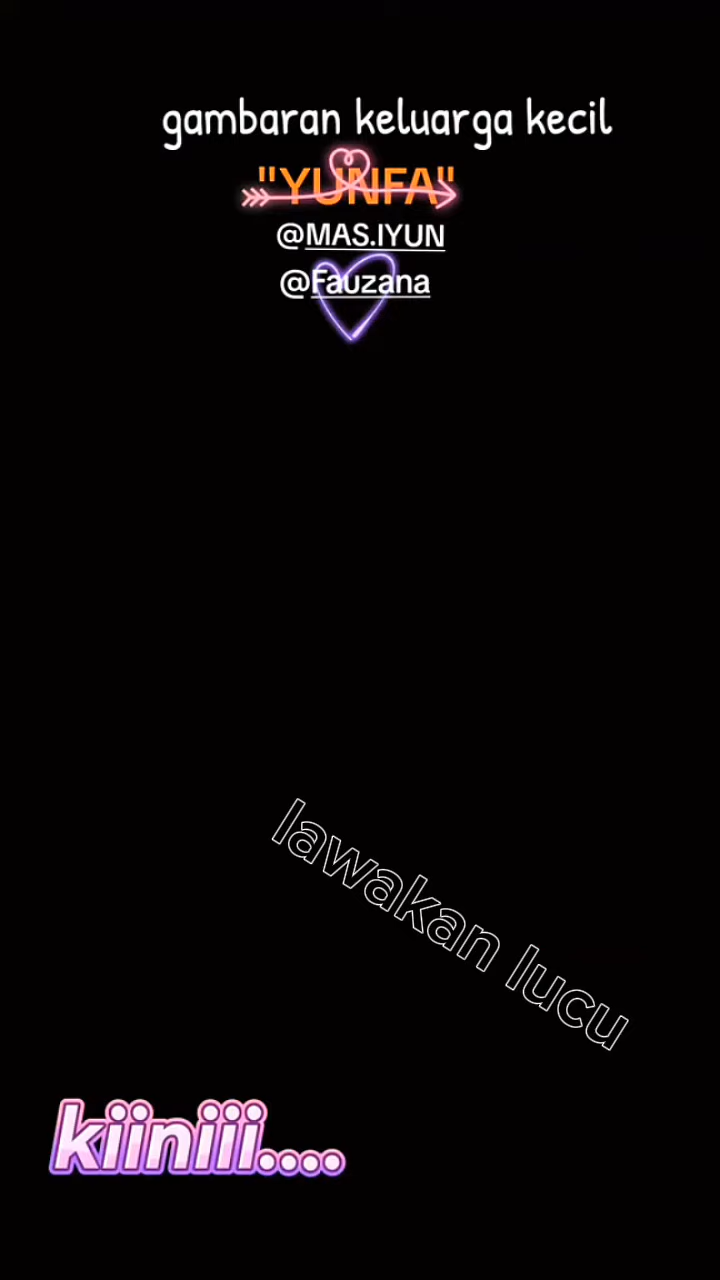 gambaran keluarga kecil
"YUNFA"
@MAS.IYUN
@Fauzana
lawakan lucu
kiiniii....